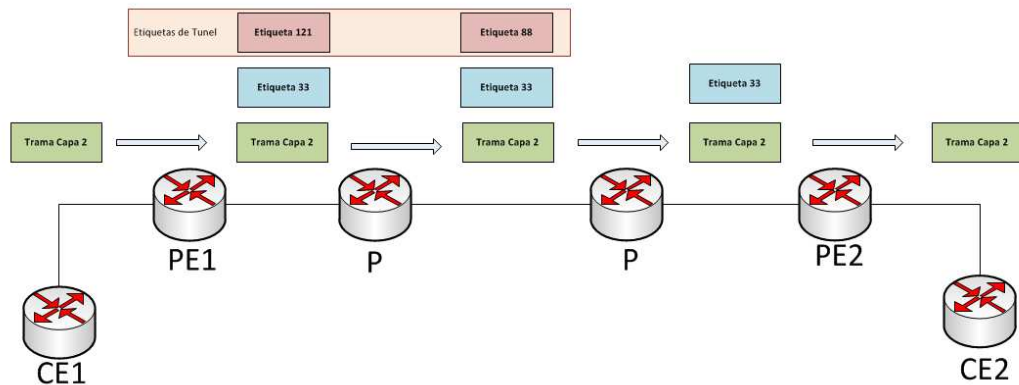 Etiquetas de Tunel
Etiqueta 121
Etiqueta 88
Etiqueta 33
Etiqueta 33
Etiqueta 33
Trama Capa 2
Trama Capa 2
Trama Capa 2
Trama Capa 2
Trama Capa 2
PE1
P
P
PE2
CE1
CE2